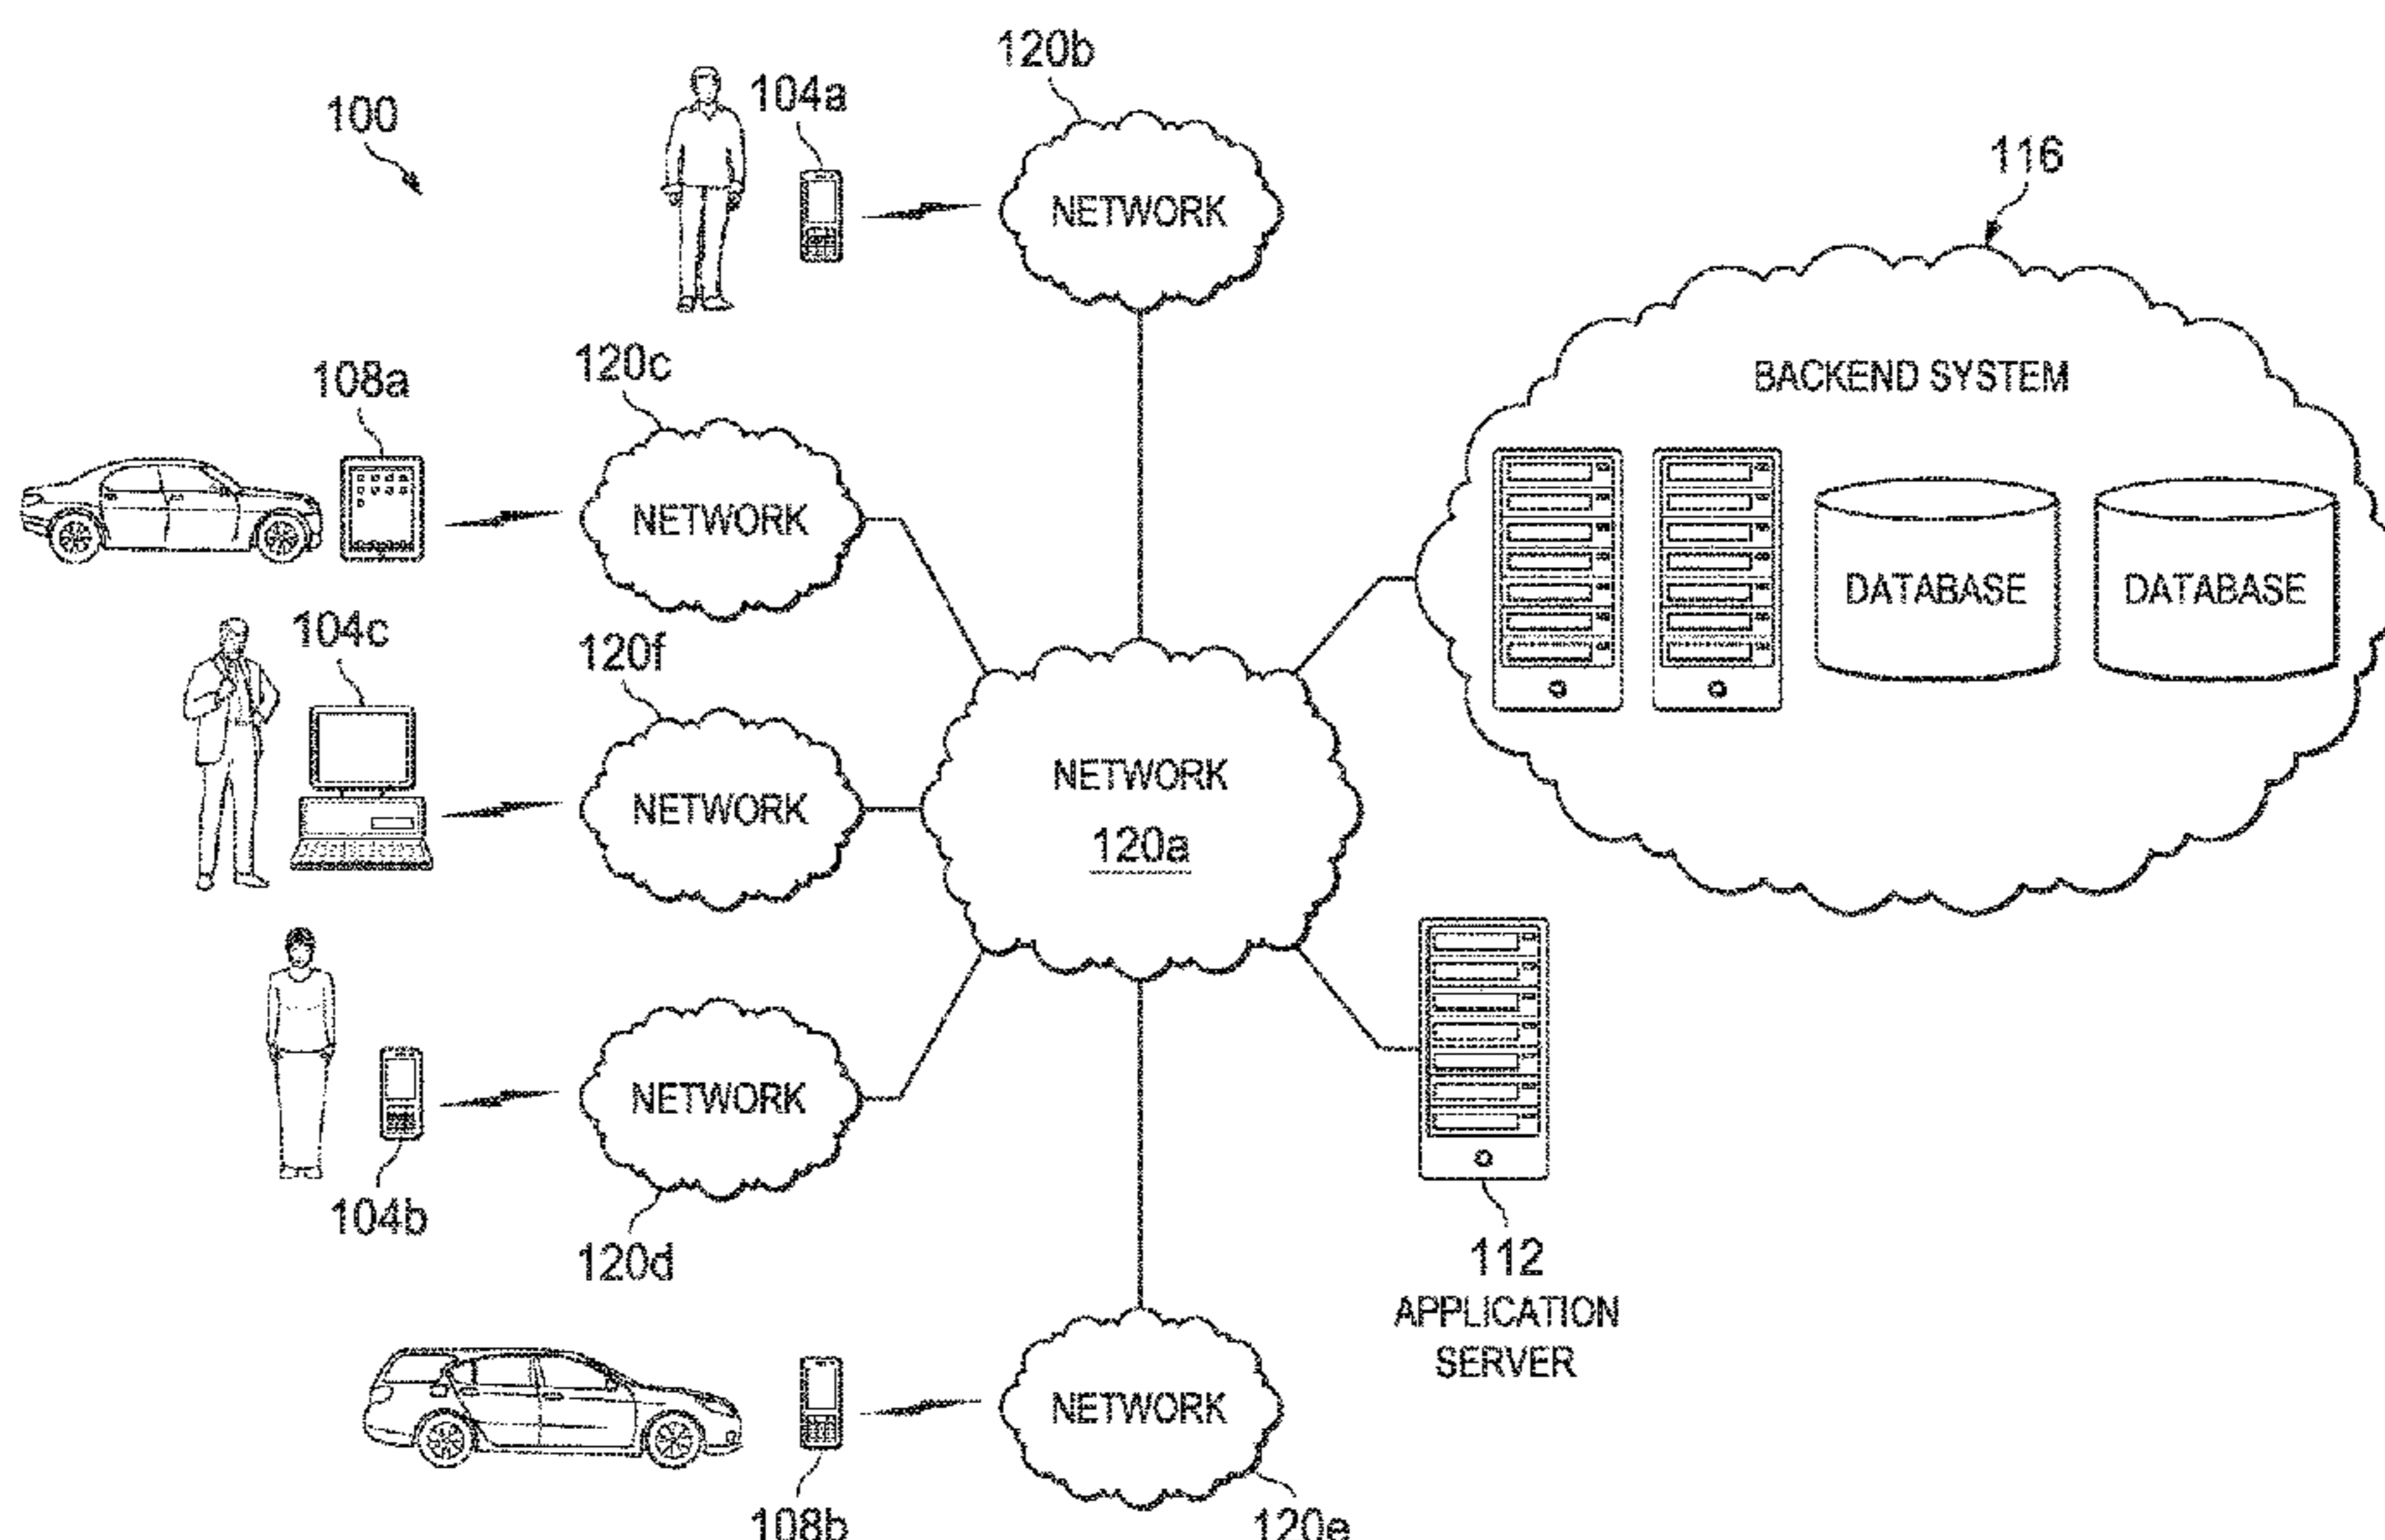 120b
104a
100
116
NETWORK
120c
108a
BACKEND SYSTEM
NETWORK
DATABASE
DATABASE
104c
120f
NETWORK
NETWORK
120a
NETWORK
104b
120d
112
APPLICATION
SERVER
NETWORK
108b
120e